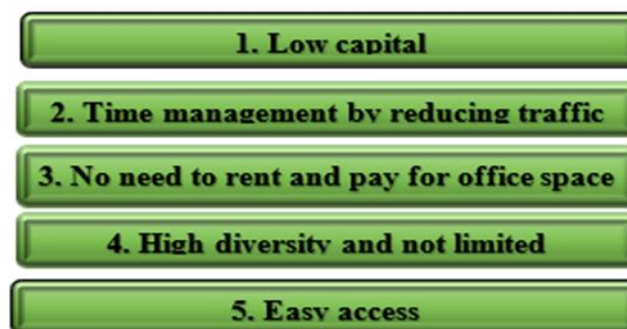 1. Low capital
2. Time management by reducing traffic
3. No need to rent and pay for office space
4. High diversity and not limited
5. Easy access